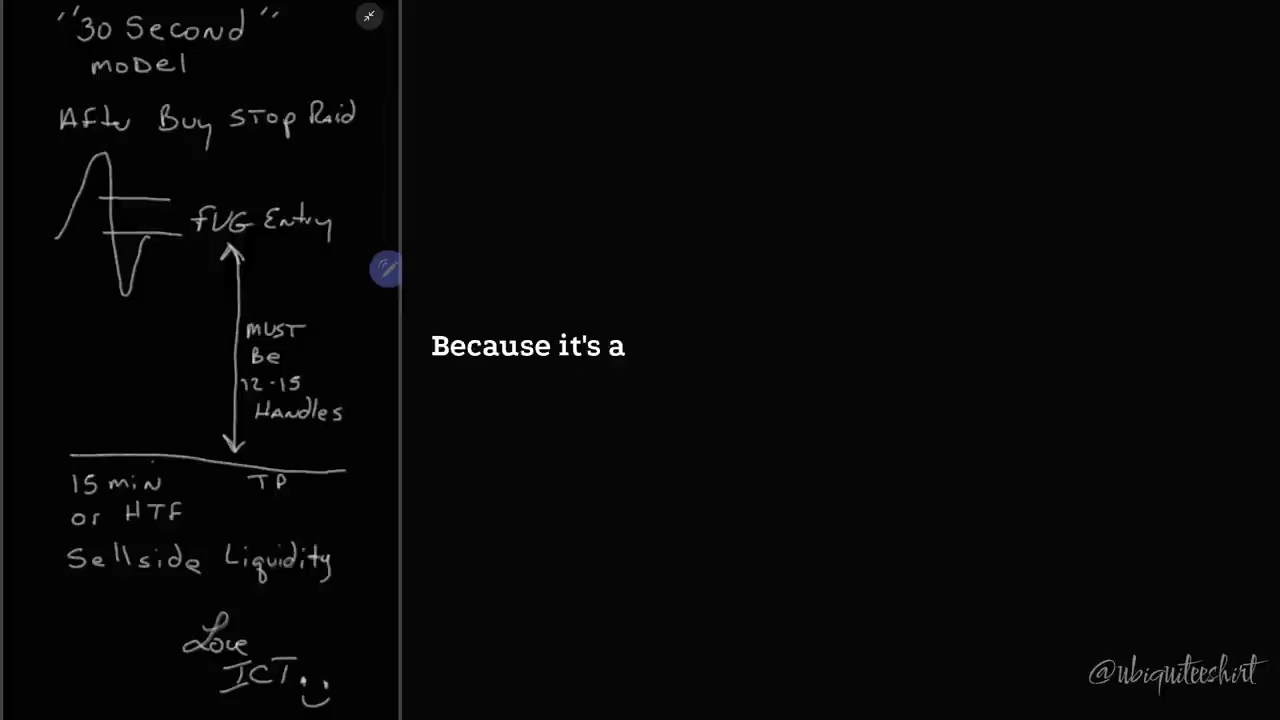 "30 Second"
MODel
After Buy STop Raid
FVG Entry
MUST
Be
12-15
HANdles
15 min
TP
or HTF
Sellside Liquidity
Love
ICT
Because it's a
@ubiquiteeshirt